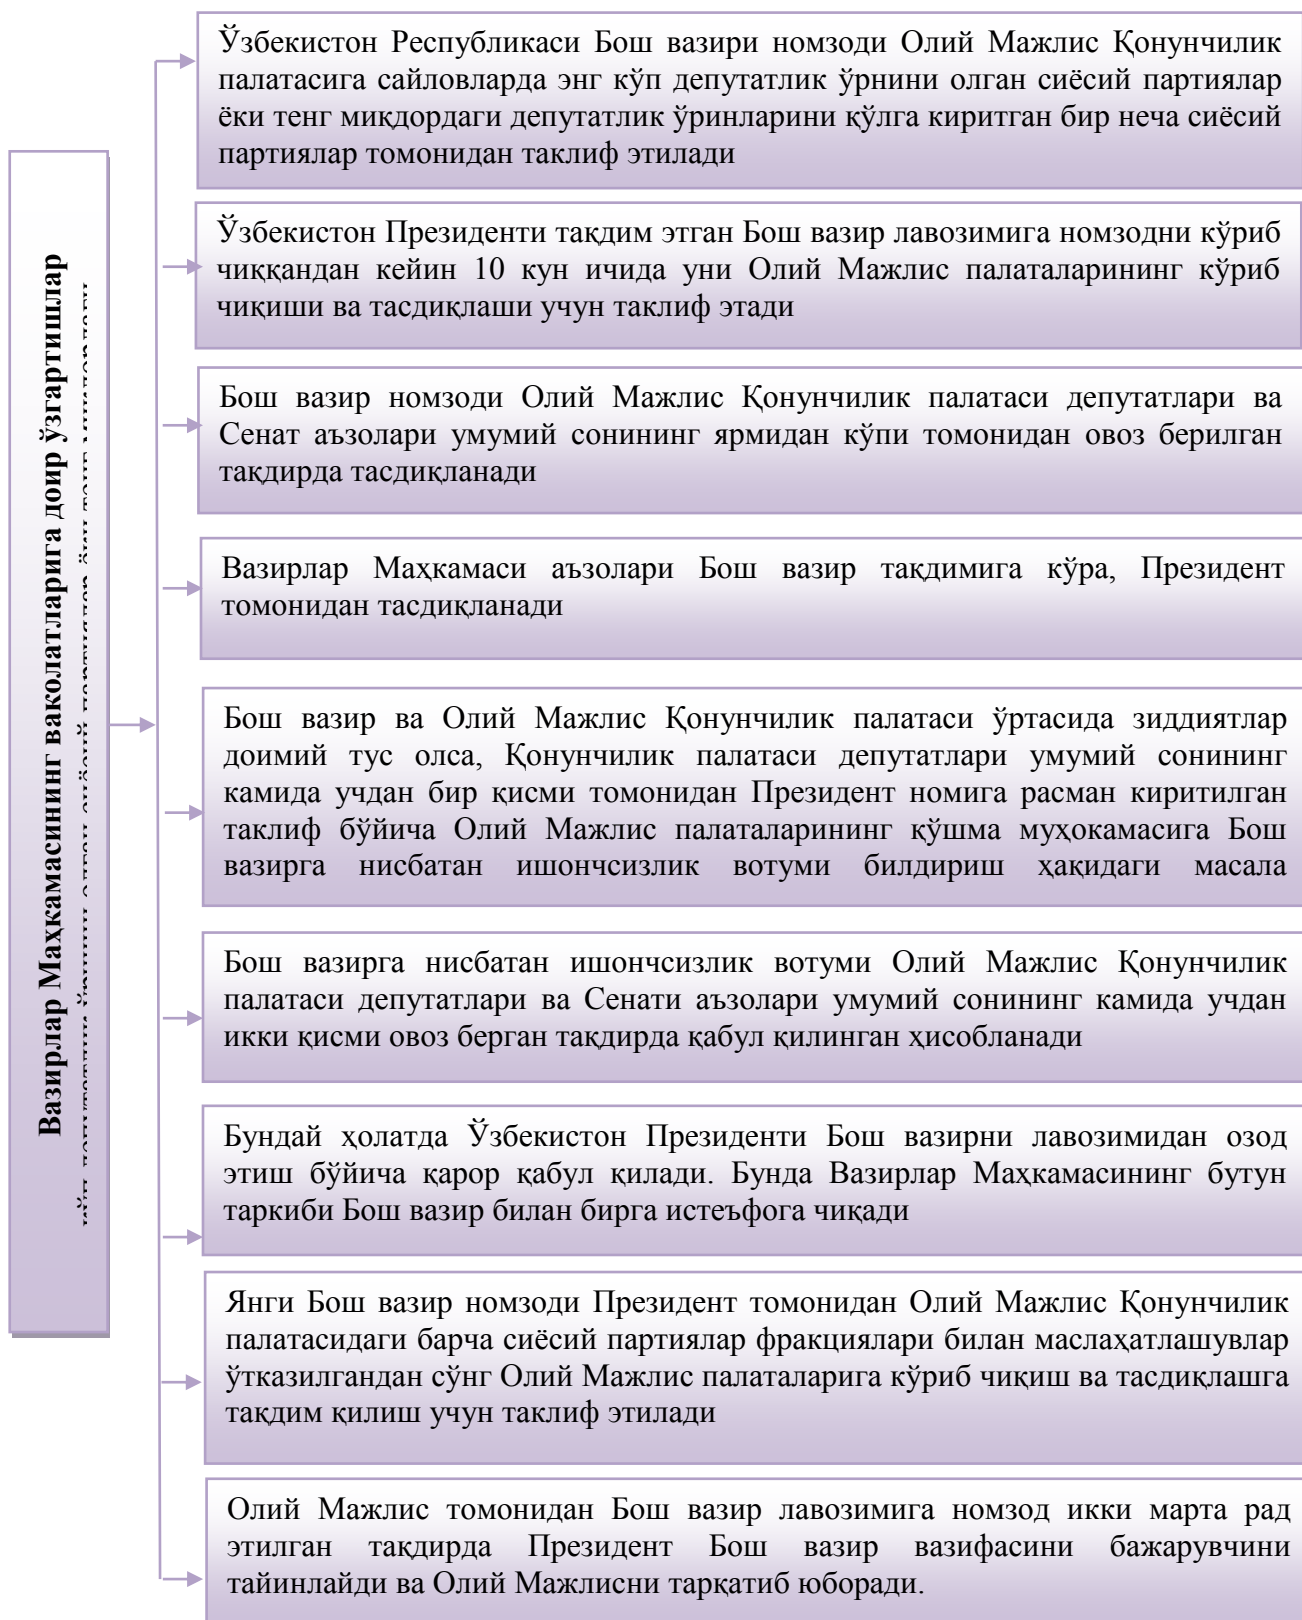 Вазирлар Маҳкамасининг ваколатларига доир ўзгартишлар
Ўзбекистон Республикаси Бош вазири номзоди Олий Мажлис Қонунчилик
палатасига сайловларда энг кўп депутатлик ўрнини олган сиёсий партиялар
ёки тенг миқдордаги депутатлик ўринларини қўлга киритган бир неча сиёсий
партиялар томонидан таклиф этилади
Ўзбекистон Президенти тақдим этган Бош вазир лавозимига номзодни кўриб
чиққандан кейин 10 кун ичида уни Олий Мажлис палаталарининг кўриб
чиқиши ва тасдиқлаши учун таклиф этади
Бош вазир номзоди Олий Мажлис Қонунчилик палатаси депутатлари ва
Сенат аъзолари умумий сонининг ярмидан кўпи томонидан овоз берилган
тақдирда тасдиқланади
Вазирлар Маҳкамаси аъзолари Бош вазир тақдимига кўра, Президент
томонидан тасдиқланади
Бош вазир ва Олий Мажлис Қонунчилик палатаси ўртасида зиддиятлар
доимий тус олса, Қонунчилик палатаси депутатлари умумий сонининг
камида учдан бир қисми томонидан Президент номига расман киритилган
таклиф бўйича Олий Мажлис палаталарининг қўшма муҳокамасига Бош
вазирга нисбатан ишончсизлик вотуми билдириш ҳақидаги масала
Бош вазирга нисбатан ишончсизлик вотуми Олий Мажлис Қонунчилик
палатаси депутатлари ва Сенати аъзолари умумий сонининг камида учдан
икки қисми овоз берган тақдирда қабул қилинган ҳисобланади
Бундай ҳолатда Ўзбекистон Президенти Бош вазирни лавозимидан озод
этиш бўйича қарор қабул қилади. Бунда Вазирлар Маҳкамасининг бутун
таркиби Бош вазир билан бирга истеъфога чиқади
Янги Бош вазир номзоди Президент томонидан Олий Мажлис Қонунчилик
палатасидаги барча сиёсий партиялар фракциялари билан маслаҳатлашувлар
ўтказилгандан сўнг Олий Мажлис палаталарига кўриб чиқиш ва тасдиқлашга
тақдим қилиш учун таклиф этилади
Олий Мажлис томонидан Бош вазир лавозимига номзод икки марта рад
этилган тақдирда Президент Бош вазир вазифасини бажарувчини
тайинлайди ва Олий Мажлисни тарқатиб юборади.